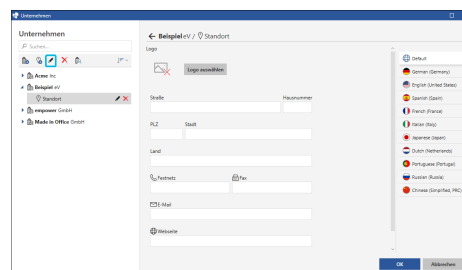 Unternehmen
Unternehmen
Suchen...
Acme Inc
Beispiel eV
Standort
empower GmbH
Made in Office GmbH
Beispiel eV / Standort
Logo
Logo auswählen
Straße Hausnummer
PLZ Stadt
Land
Festnetz Fax
E-Mail
Webseite
Default
German (Germany)
English (United States)
Spanish (Spain)
French (France)
Italian (Italy)
Japanese (Japan)
Dutch (Netherlands)
Portuguese (Portugal)
Russian (Russia)
Chinese (Simplified, PRC)
OK Abbrechen